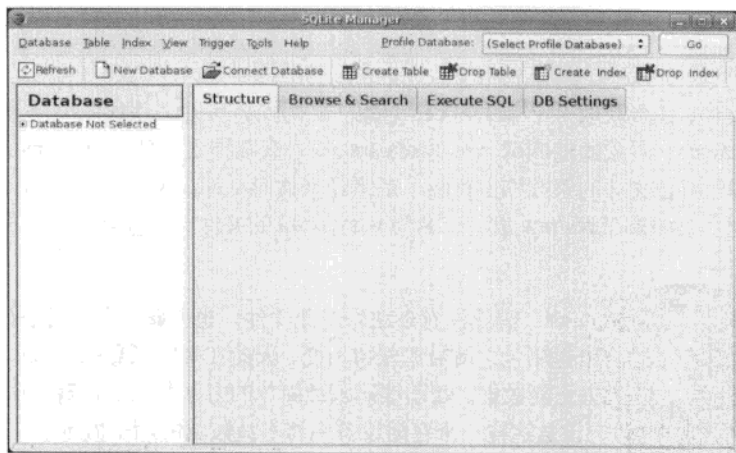 SQLite Manager
Database Table Index View Trigger Tools Help Profile Database: (Select Profile Database) Go
Refresh New Database Connect Database Create Table Drop Table Create Index Drop Index
Database
Structure Browse & Search Execute SQL DB Settings
Database Not Selected